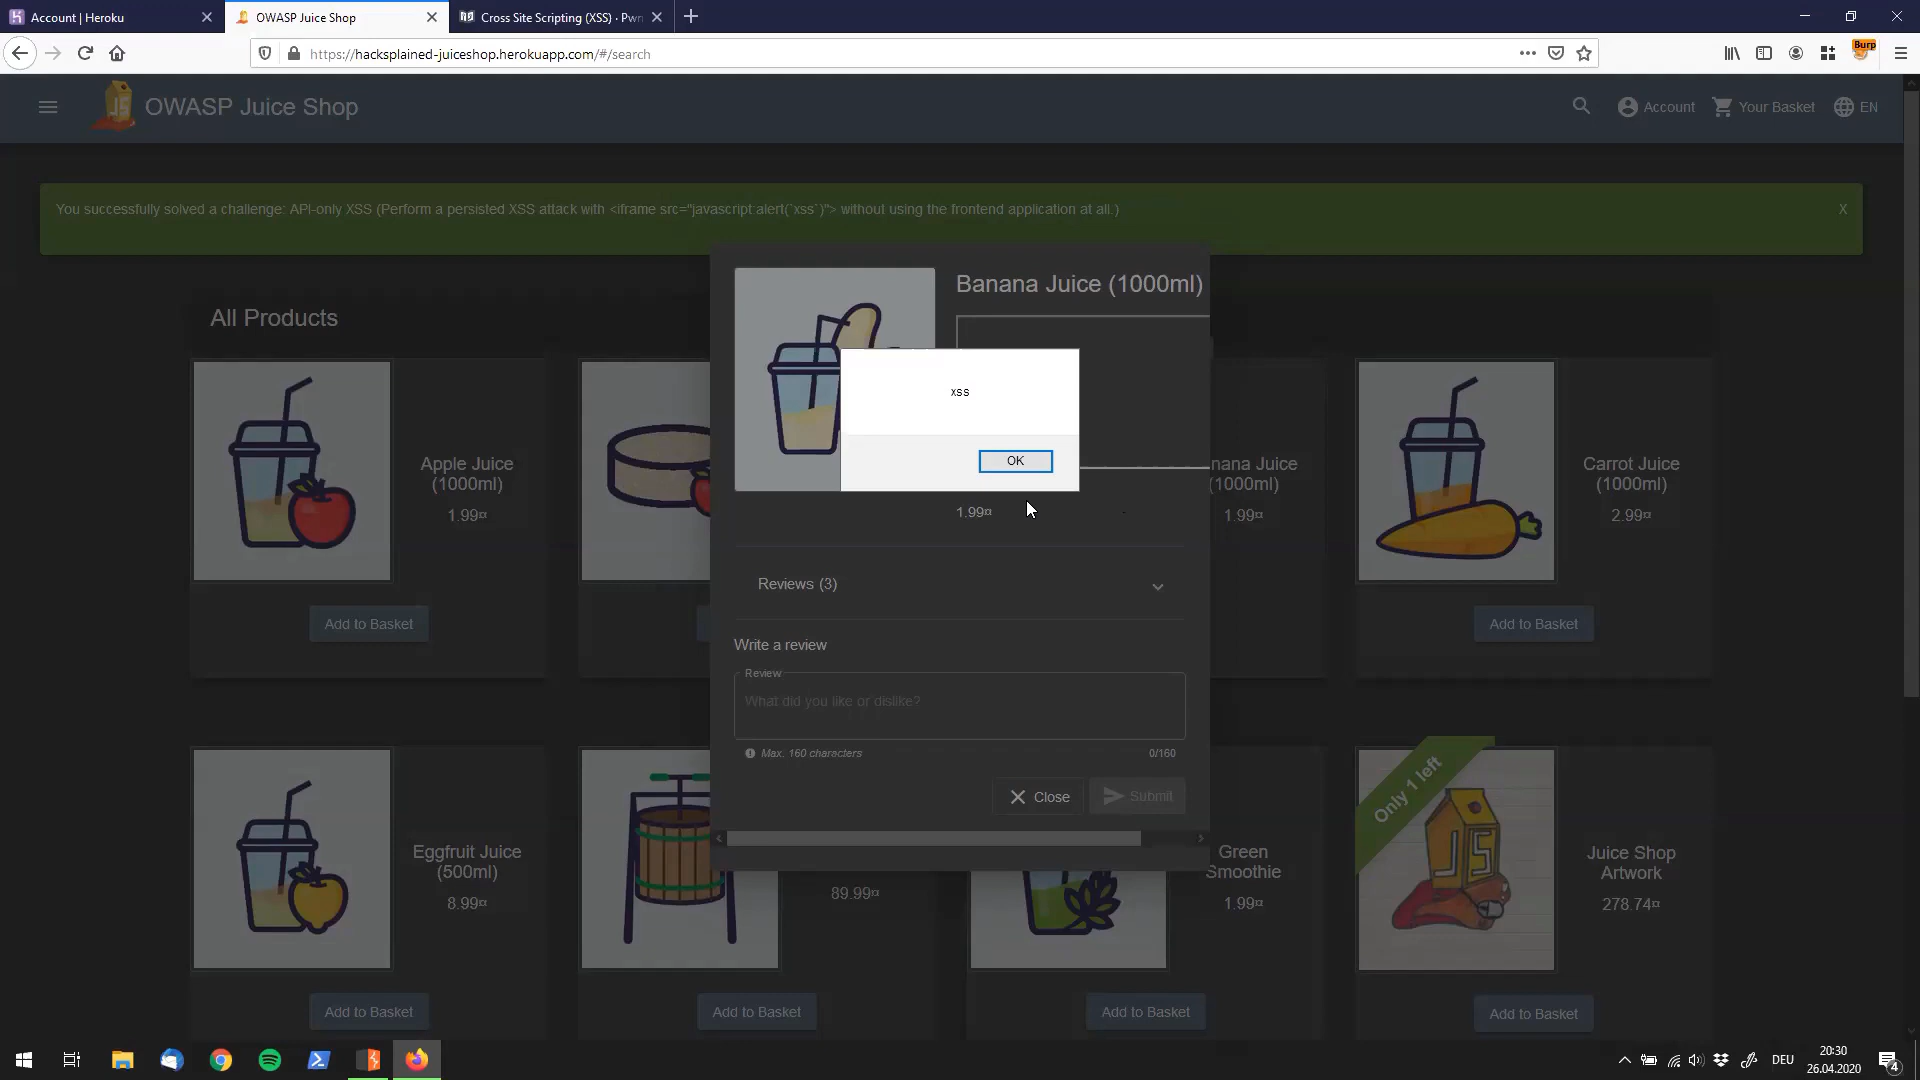 Account | Heroku
OWASP Juice Shop
Cross Site Scripting (XSS) · Pwn
https://hacksplained-juiceshop.herokuapp.com/#/search
Burp
OWASP Juice Shop
Account
Your Basket
EN
You successfully solved a challenge: API-only XSS (Perform a persisted XSS attack with <iframe src="javascript:alert(`xss`)"> without using the frontend application at all.)
X
All Products
Banana Juice (1000ml)
xss
OK
1.99¤
Reviews (3)
Write a review
Review
What did you like or dislike?
Max. 160 characters
0/160
Close
Submit
Apple Juice
(1000ml)
1.99¤
Add to Basket
nana Juice
(1000ml)
1.99¤
Carrot Juice
(1000ml)
2.99¤
Add to Basket
Eggfruit Juice
(500ml)
8.99¤
Add to Basket
89.99¤
Add to Basket
Green
Smoothie
1.99¤
Add to Basket
Only 1 left
JS
Juice Shop
Artwork
278.74¤
Add to Basket
DEU
20:30
26.04.2020
4